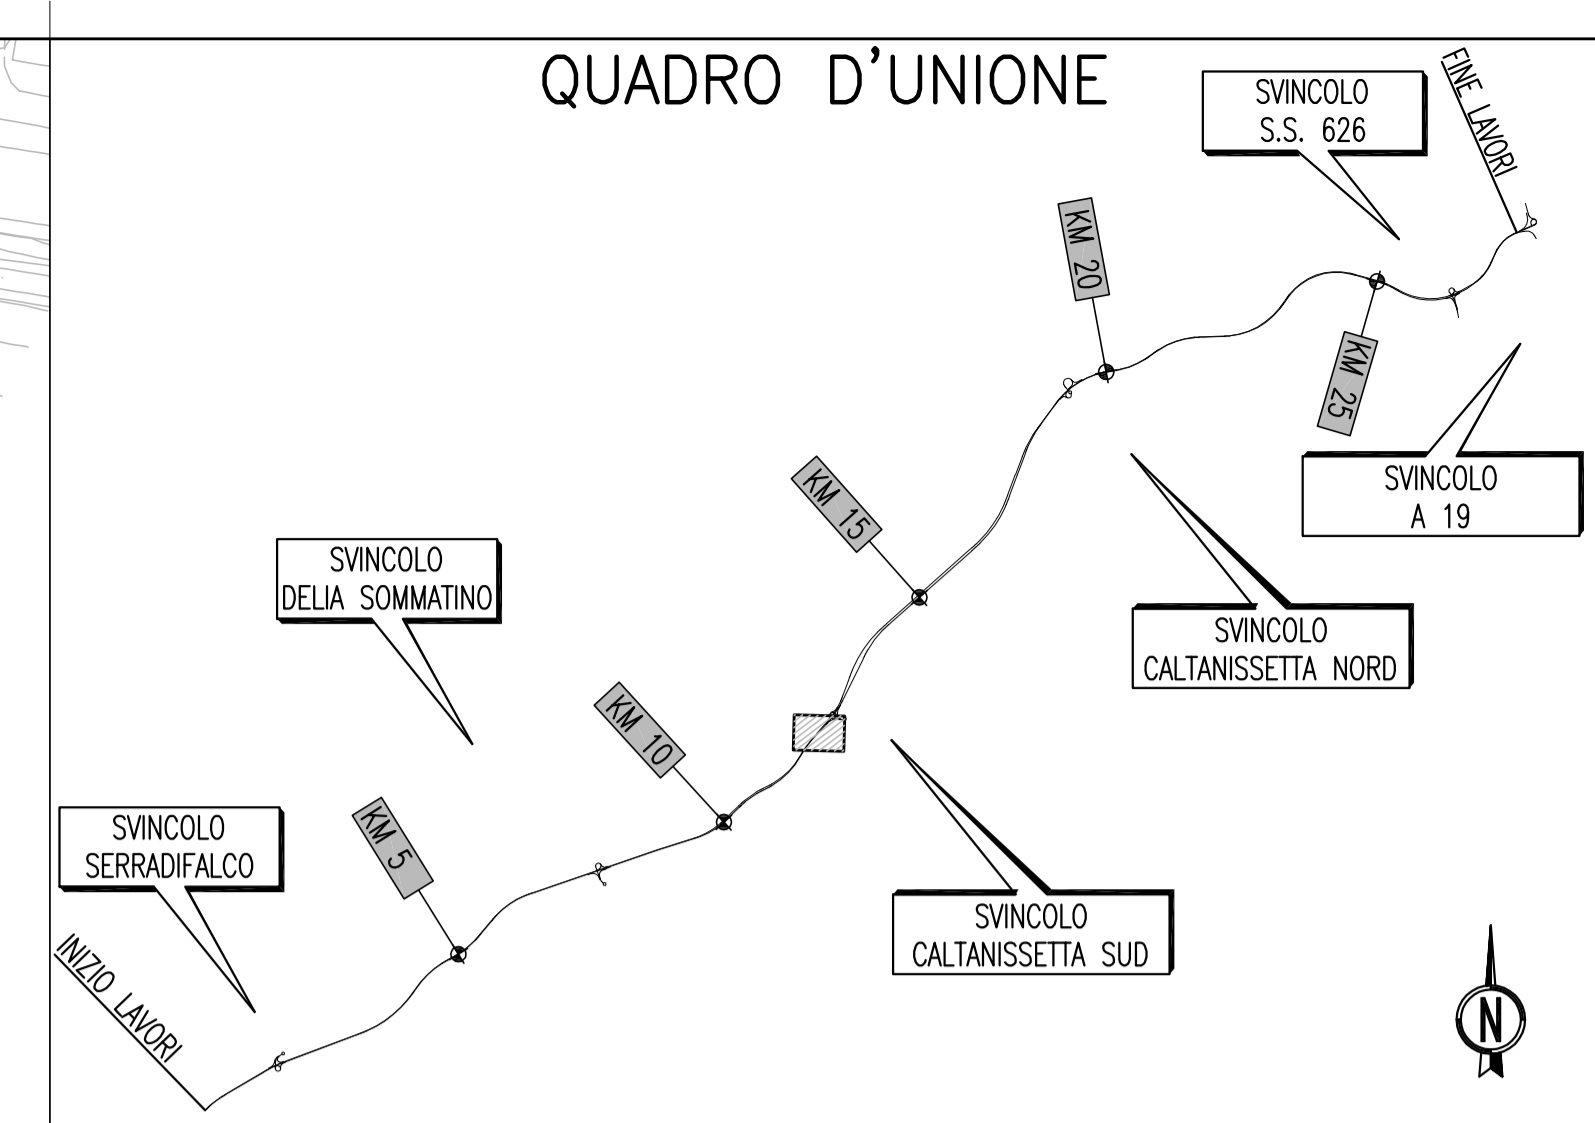 QUADRO D'UNIONE
SVINCOLO
S.S. 626
FINE LAVORI
KM 20
KM 25
SVINCOLO
A 19
KM 15
SVINCOLO
DELIA SOMMATINO
SVINCOLO
CALTANISSETTA NORD
KM 10
KM 5
SVINCOLO
SERRADIFALCO
SVINCOLO
CALTANISSETTA SUD
INIZIO LAVORI
N